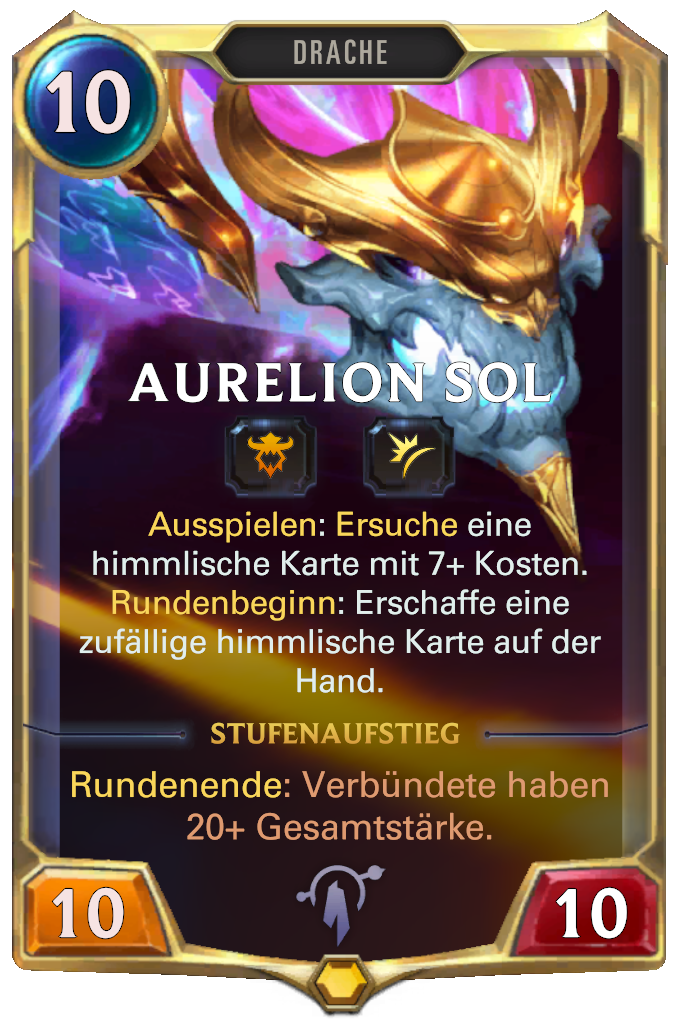 DRACHE
10
AURELION SOL
Ausspielen: Ersuche eine
himmlische Karte mit 7+ Kosten.
Rundenbeginn: Erschaffe eine
zufällige himmlische Karte auf der
Hand.
STUFENAUFSTIEG
Rundenende: Verbündete haben
20+ Gesamtstärke.
10
10